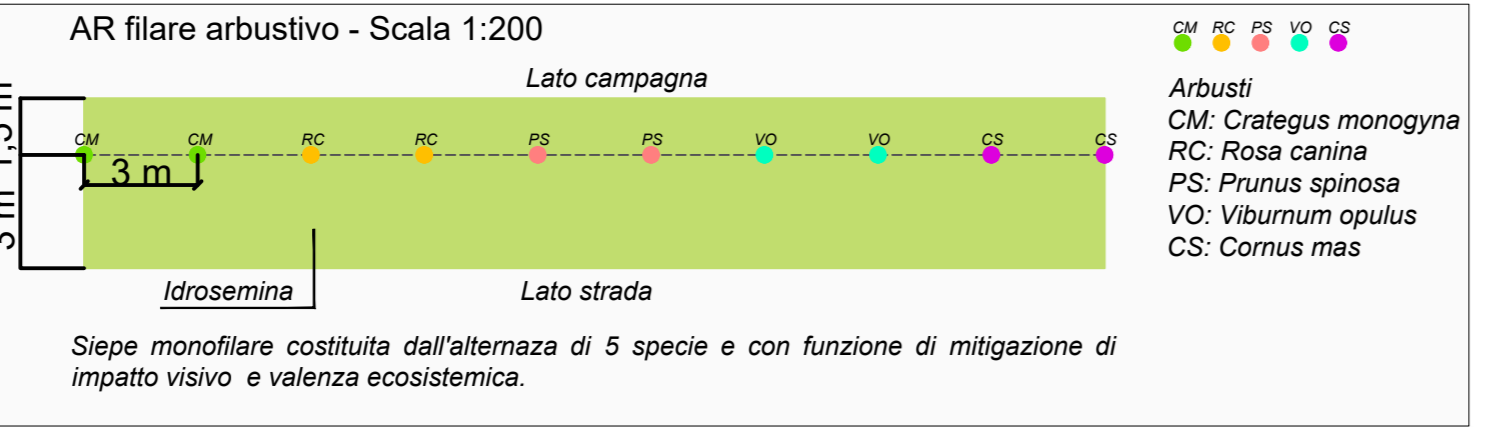 AR filare arbustivo - Scala 1:200
CM RC PS VO CS
Lato campagna
Arbusti
CM: Crategus monogyna
RC: Rosa canina
PS: Prunus spinosa
VO: Viburnum opulus
CS: Cornus mas
CM CM RC RC PS PS VO VO CS CS
1,5 m
3 m
3 m
Idrosemina
Lato strada
Siepe monofilare costituita dall'alternaza di 5 specie e con funzione di mitigazione di
impatto visivo e valenza ecosistemica.